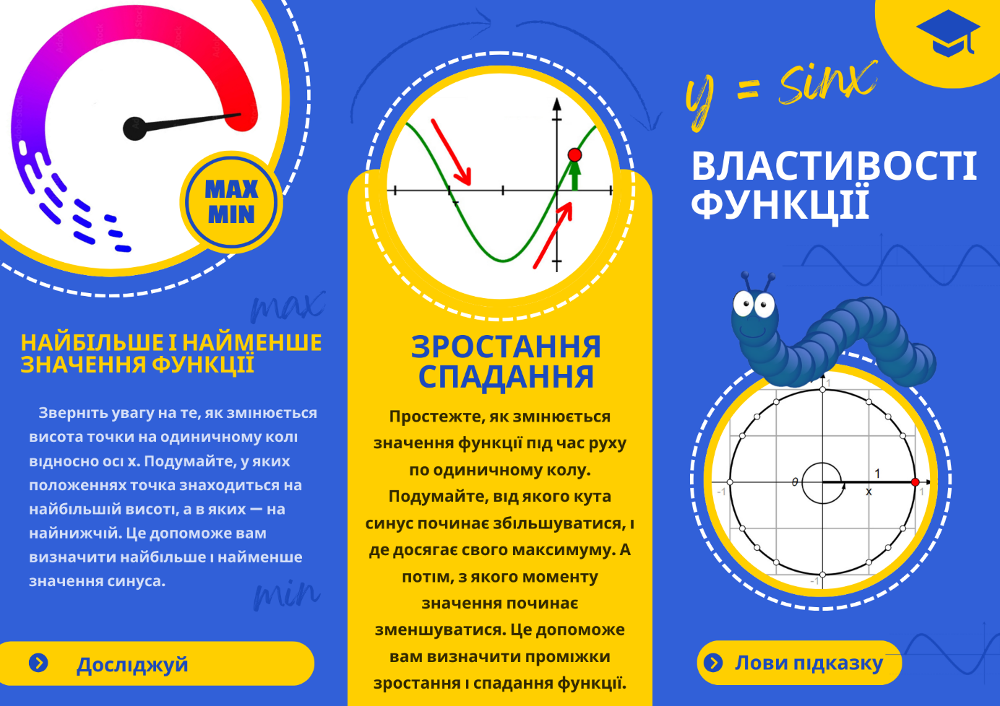 MAX
MIN
max
НАЙБІЛЬШЕ І НАЙМЕНШЕ
ЗНАЧЕННЯ ФУНКЦІЇ
Зверніть увагу на те, як змінюється
висота точки на одиничному колі
відносно осі x. Подумайте, у яких
положеннях точка знаходиться на
найбільшій висоті, а в яких — на
найнижчій. Це допоможе вам
визначити найбільше і найменше
значення синуса.
min
Досліджуй
ЗРОСТАННЯ
СПАДАННЯ
Простежте, як змінюється
значення функції під час руху
по одиничному колу.
Подумайте, від якого кута
синус починає збільшуватися, і
де досягає свого максимуму. А
потім, з якого моменту
значення починає
зменшуватися. Це допоможе
вам визначити проміжки
зростання і спадання функції.
y = sinx
ВЛАСТИВОСТІ
ФУНКЦІЇ
1
θ
1
-1
x
1
-1
Лови підказку